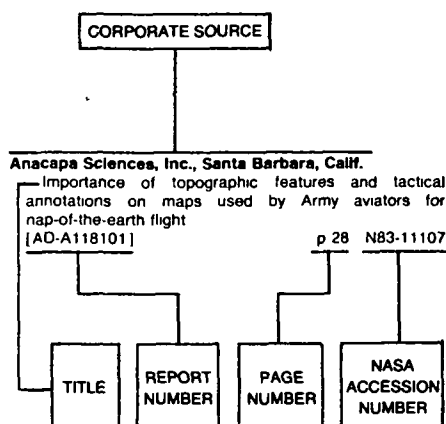 CORPORATE SOURCE
Anacapa Sciences, Inc., Santa Barbara, Calif.
Importance of topographic features and tactical
annotations on maps used by Army aviators for
nap-of-the-earth flight
[AD-A118101] p 28 N83-11107
TITLE
REPORT
NUMBER
PAGE
NUMBER
NASA
ACCESSION
NUMBER